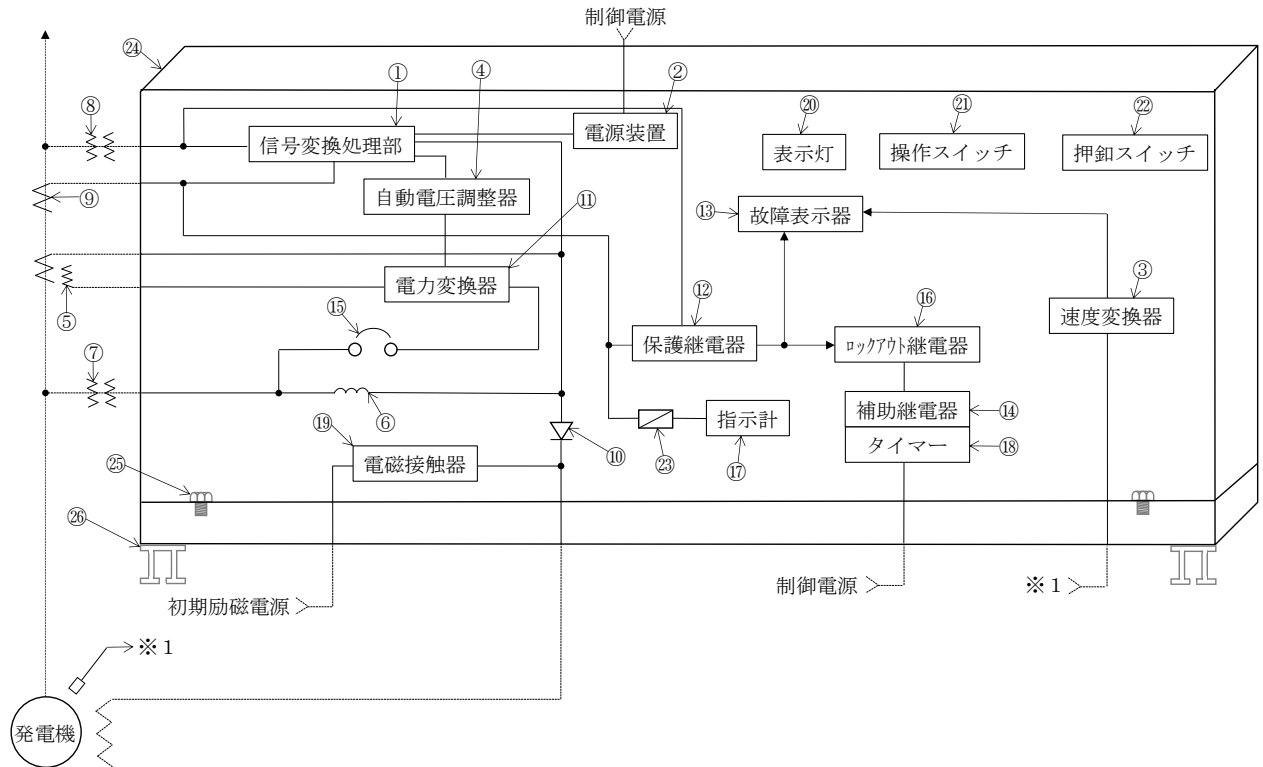 制御電源
㉔
①
④
②
⑧
⑳
㉑
㉒
電源装置
信号変換処理部
表示灯
操作スイッチ
押釦スイッチ
⑨
自動電圧調整器
⑪
⑬
故障表示器
③
電力変換器
⑤
⑮
⑫
⑯
速度変換器
保護継電器
ﾛｯｸｱｳﾄ継電器
⑦
⑥
補助継電器
⑭
指示計
⑲
⑩
タイマー
⑱
㉓
⑰
電磁接触器
㉕
㉖
制御電源
※1
初期励磁電源
※1
発電機